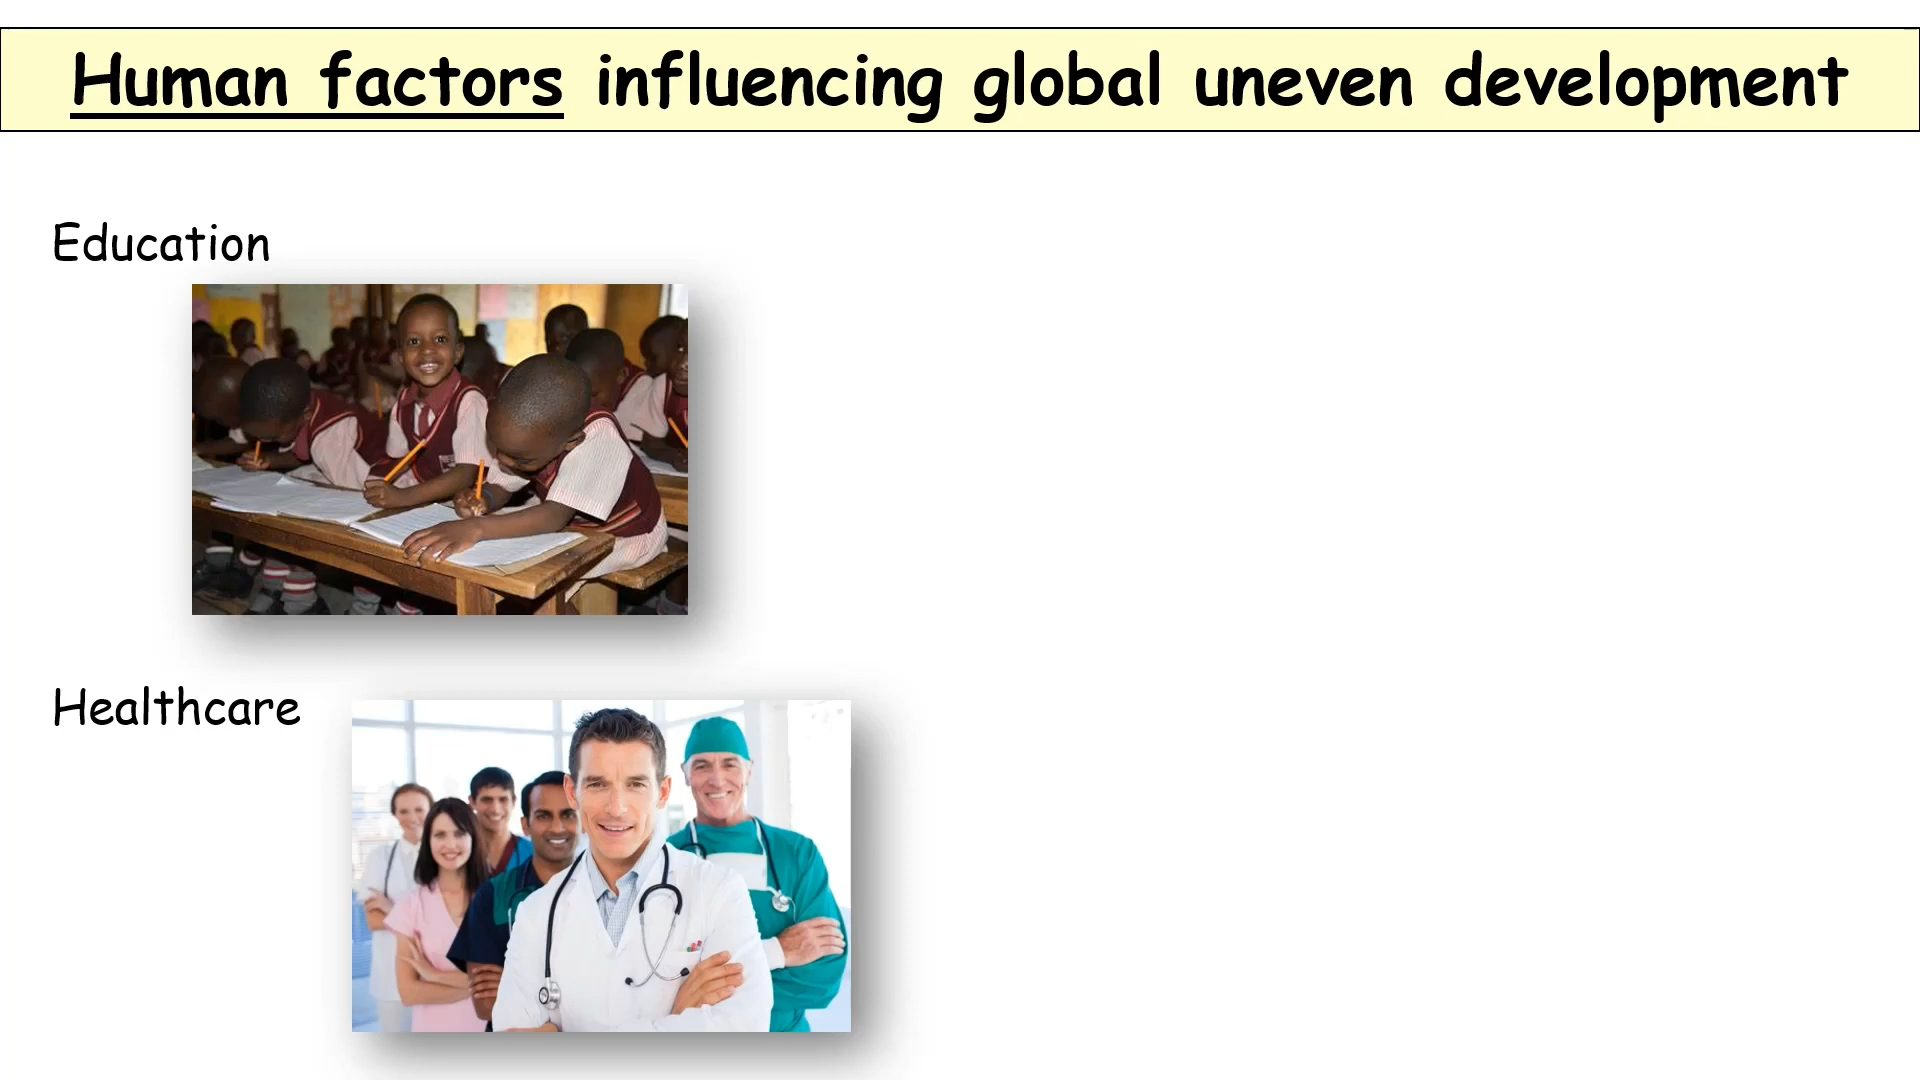 Human factors influencing global uneven development
Education
Healthcare